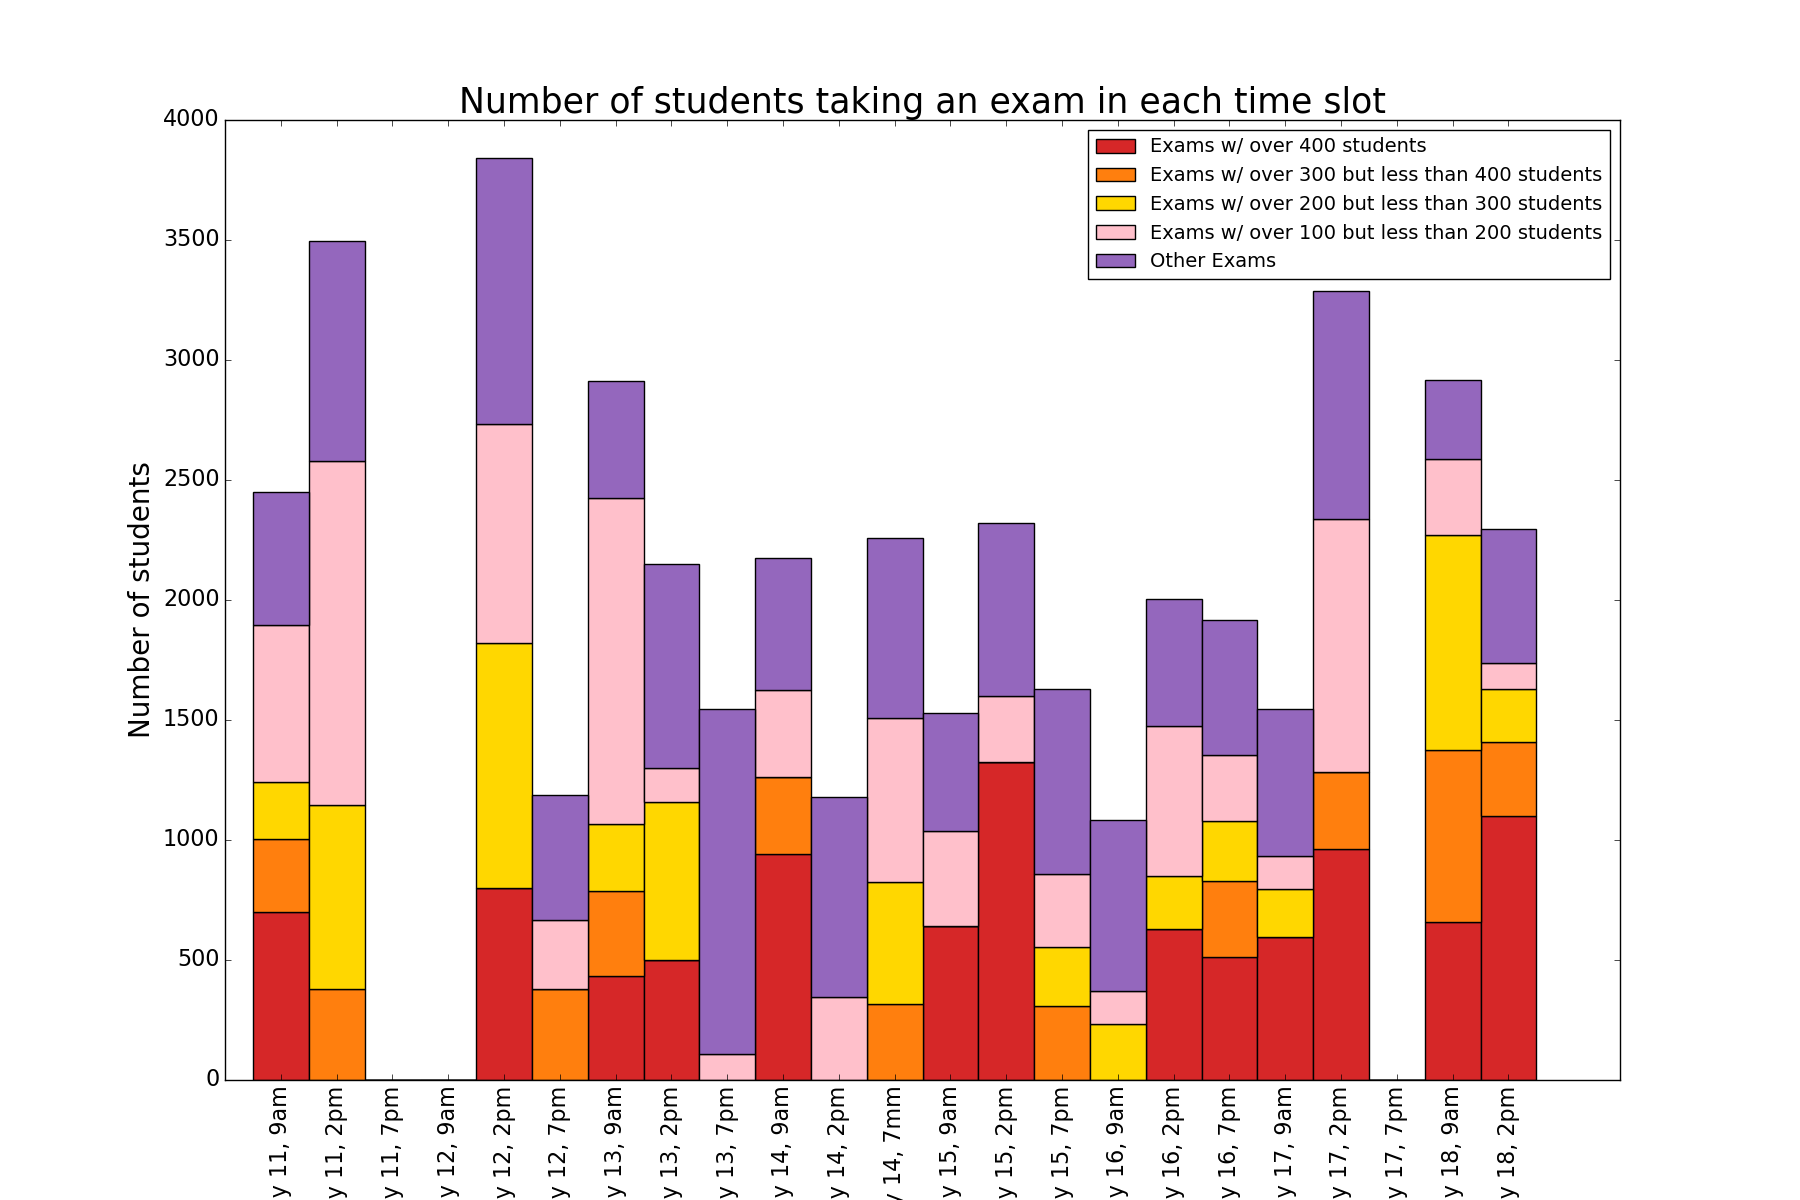 Number of students taking an exam in each time slot
Exams w/ over 400 students
Exams w/ over 300 but less than 400 students
Exams w/ over 200 but less than 300 students
Exams w/ over 100 but less than 200 students
Other Exams
Number of students
4000
3500
3000
2500
2000
1500
1000
500
0
y 11, 9am
y 11, 2pm
y 11, 7pm
y 12, 9am
y 12, 2pm
y 12, 7pm
y 13, 9am
y 13, 2pm
y 13, 7pm
y 14, 9am
y 14, 2pm
y 14, 7mm
y 15, 9am
y 15, 2pm
y 15, 7pm
y 16, 9am
y 16, 2pm
y 16, 7pm
y 17, 9am
y 17, 2pm
y 17, 7pm
y 18, 9am
y 18, 2pm